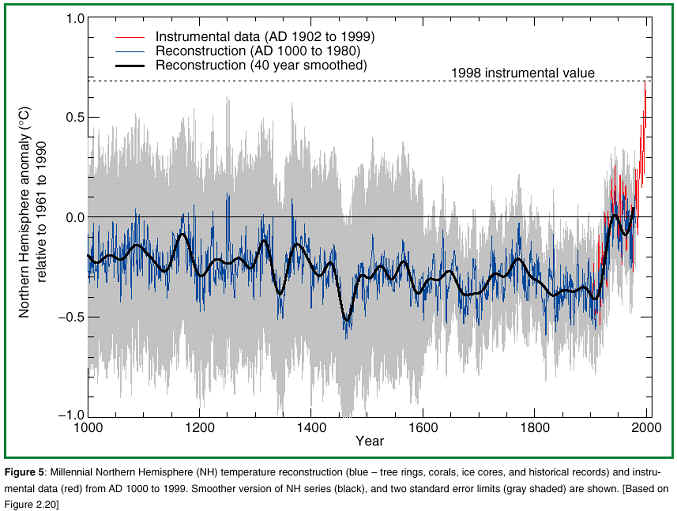 1.0
0.5
0.0
−0.5
−1.0
Northern Hemisphere anomaly (°C)
relative to 1961 to 1990
Instrumental data (AD 1902 to 1999)
Reconstruction (AD 1000 to 1980)
Reconstruction (40 year smoothed)
1998 instrumental value
1000 1200 1400 1600 1800 2000
Year
Figure 5: Millennial Northern Hemisphere (NH) temperature reconstruction (blue – tree rings, corals, ice cores, and historical records) and instru-
mental data (red) from AD 1000 to 1999. Smoother version of NH series (black), and two standard error limits (gray shaded) are shown. [Based on
Figure 2.20]